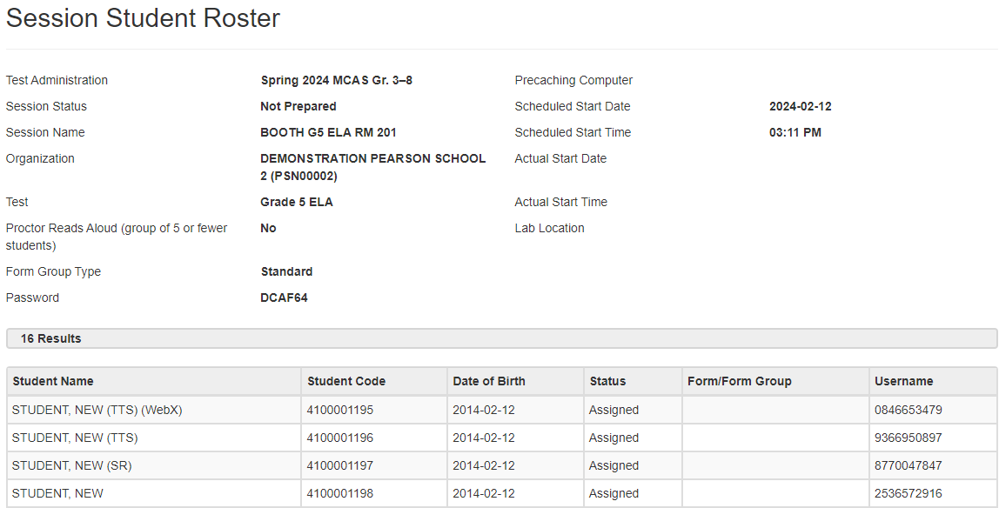 Session Student Roster
Test Administration Spring 2024 MCAS Gr. 3–8 Precaching Computer
Session Status Not Prepared Scheduled Start Date 2024-02-12
Session Name BOOTH G5 ELA RM 201 Scheduled Start Time 03:11 PM
Organization DEMONSTRATION PEARSON SCHOOL Actual Start Date
2 (PSN00002)
Test Grade 5 ELA Actual Start Time
Proctor Reads Aloud (group of 5 or fewer No Lab Location
students)
Form Group Type Standard
Password DCAF64
16 Results
Student Name Student Code Date of Birth Status Form/Form Group Username
STUDENT, NEW (TTS) (WebX) 4100001195 2014-02-12 Assigned 0846653479
STUDENT, NEW (TTS) 4100001196 2014-02-12 Assigned 9366950897
STUDENT, NEW (SR) 4100001197 2014-02-12 Assigned 8770047847
STUDENT, NEW 4100001198 2014-02-12 Assigned 2536572916